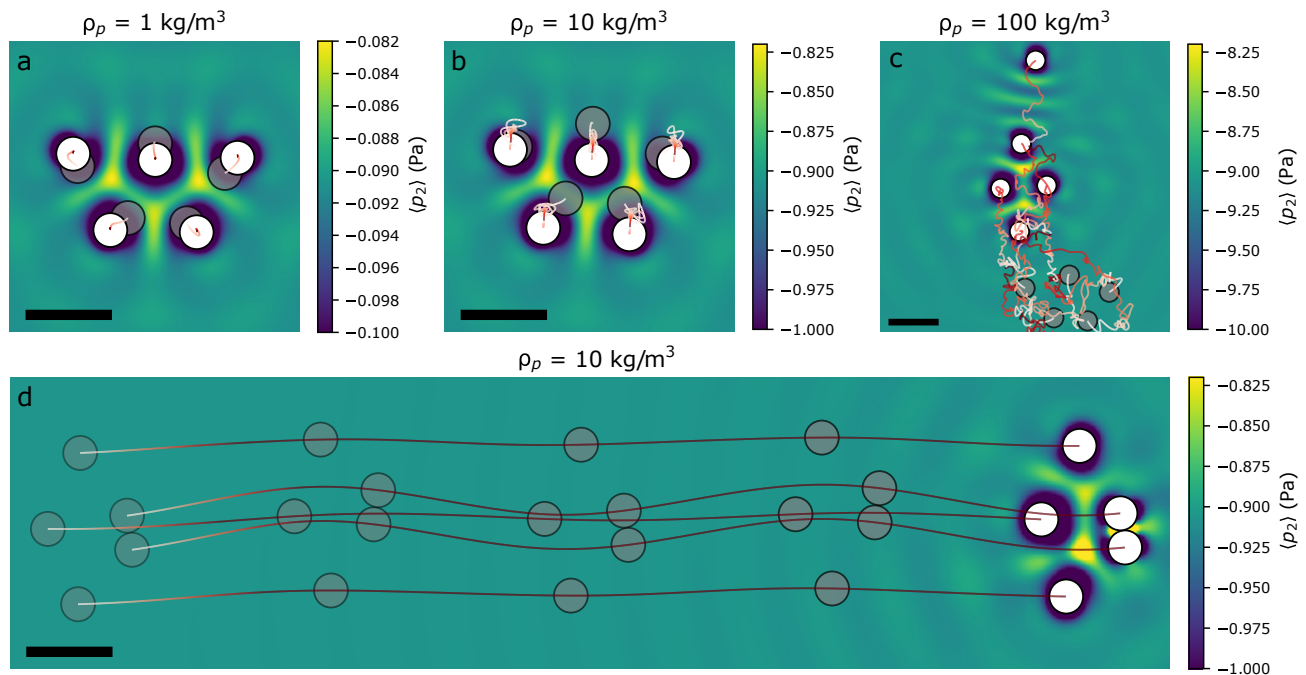 ρₚ = 1 kg/m³
a
−0.082
−0.084
−0.086
−0.088
−0.090
−0.092
−0.094
−0.096
−0.098
−0.100
⟨p₂⟩ (Pa)
ρₚ = 10 kg/m³
b
−0.825
−0.850
−0.875
−0.900
−0.925
−0.950
−0.975
−1.000
⟨p₂⟩ (Pa)
ρₚ = 100 kg/m³
c
−8.25
−8.50
−8.75
−9.00
−9.25
−9.50
−9.75
−10.00
⟨p₂⟩ (Pa)
ρₚ = 10 kg/m³
d
−0.825
−0.850
−0.875
−0.900
−0.925
−0.950
−0.975
−1.000
⟨p₂⟩ (Pa)